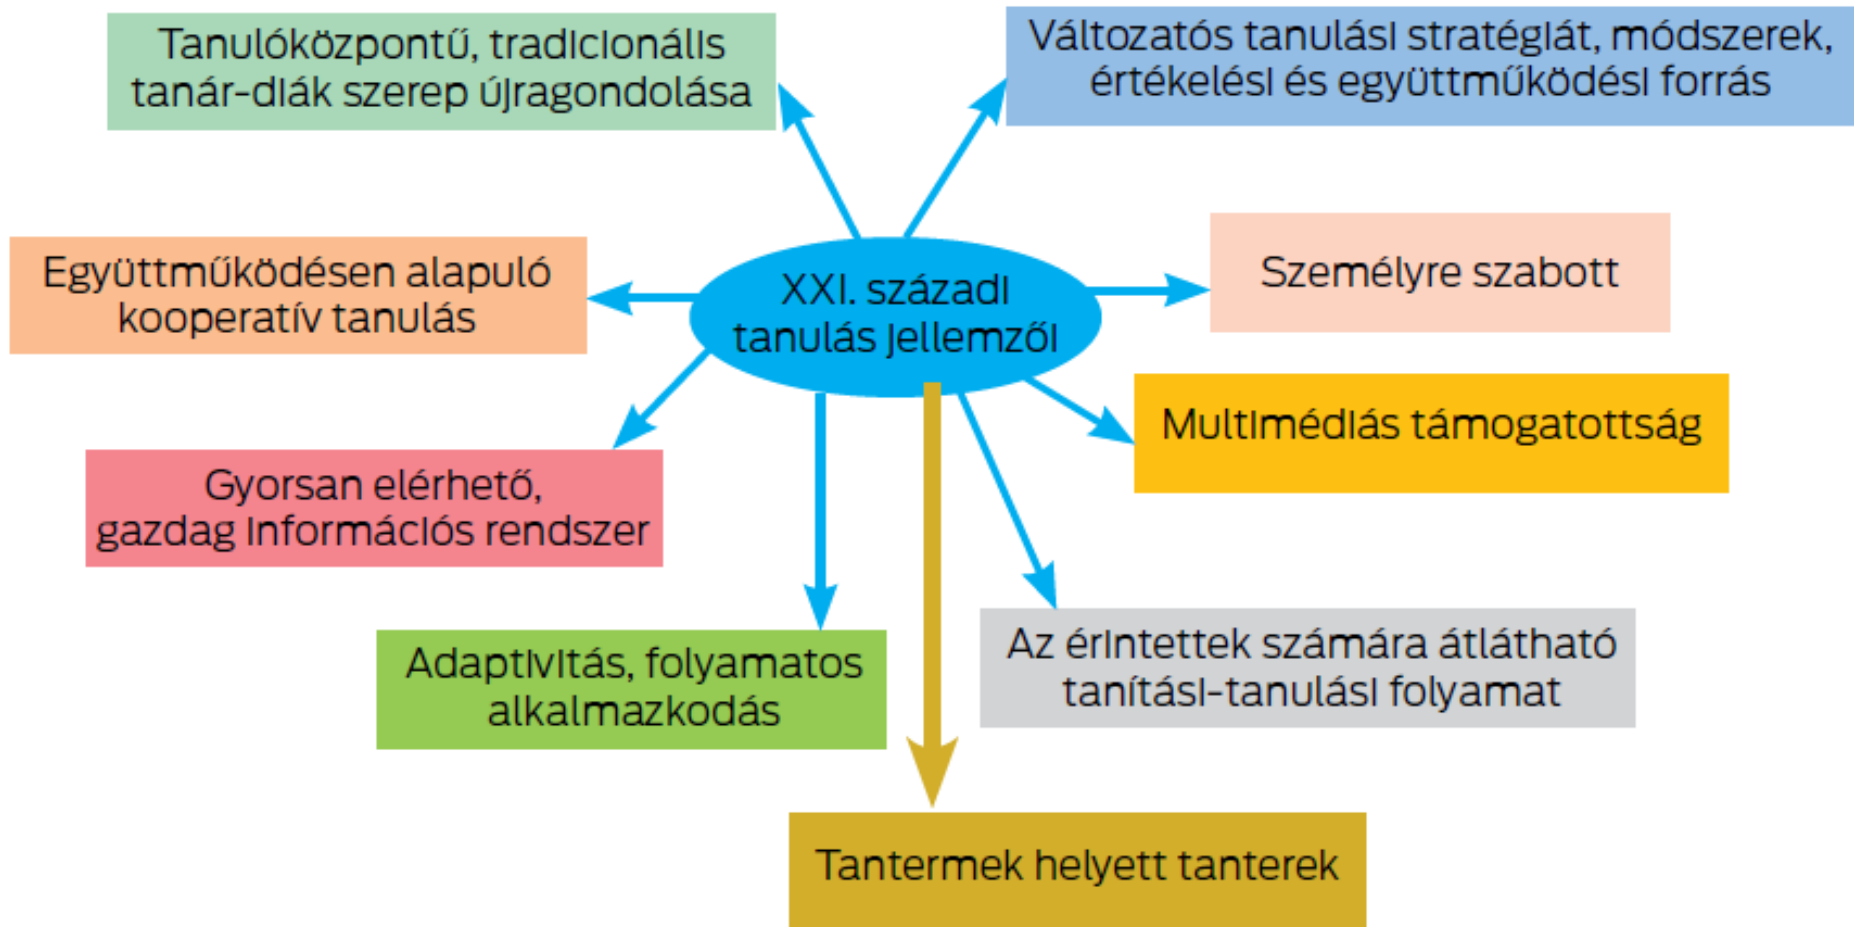 Tanulóközpontű, tradicionális
tanár-diák szerep újragondolása
Változatós tanulási stratégiát, módszerek,
értékelési és együttműködési forrás
Együttműködésen alapuló
kooperatív tanulás
XXI. századi
tanulás jellemzői
Személyre szabott
Multimédiás támogatottság
Gyorsan elérhető,
gazdag információs rendszer
Adaptivitás, folyamatos
alkalmazkodás
Az érintettek számára átlátható
tanítási-tanulási folyamat
Tantermek helyett tanterek